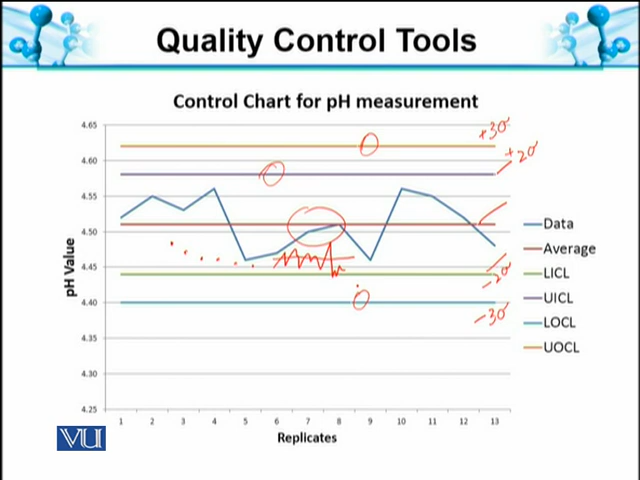 Quality Control Tools
Control Chart for pH measurement
pH Value
4.65
4.60
4.55
4.50
4.45
4.40
4.35
4.30
4.25
1 2 3 4 5 6 7 8 9 10 11 12 13
Replicates
+3σ
+2σ
-2σ
-3σ
Data
Average
LICL
UICL
LOCL
UOCL
VU